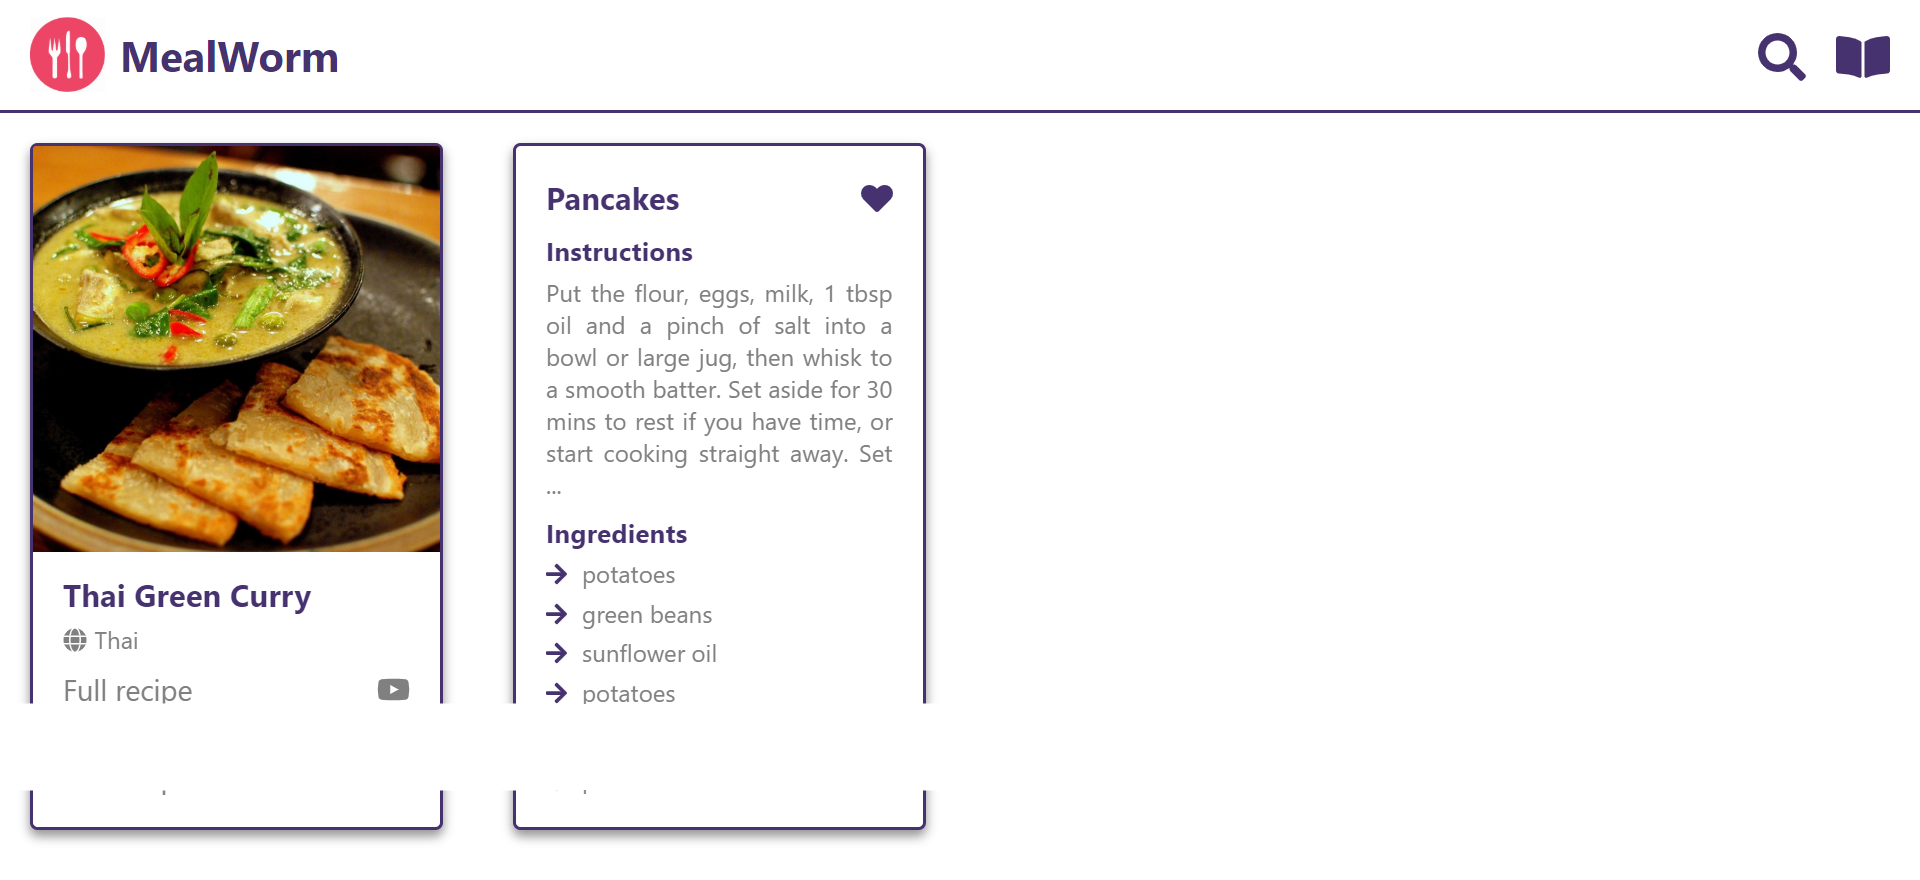 MealWorm
Thai Green Curry
Thai
Full recipe
Pancakes
Instructions
Put the flour, eggs, milk, 1 tbsp
oil and a pinch of salt into a
bowl or large jug, then whisk to
a smooth batter. Set aside for 30
mins to rest if you have time, or
start cooking straight away. Set
...
Ingredients
potatoes
green beans
sunflower oil
potatoes